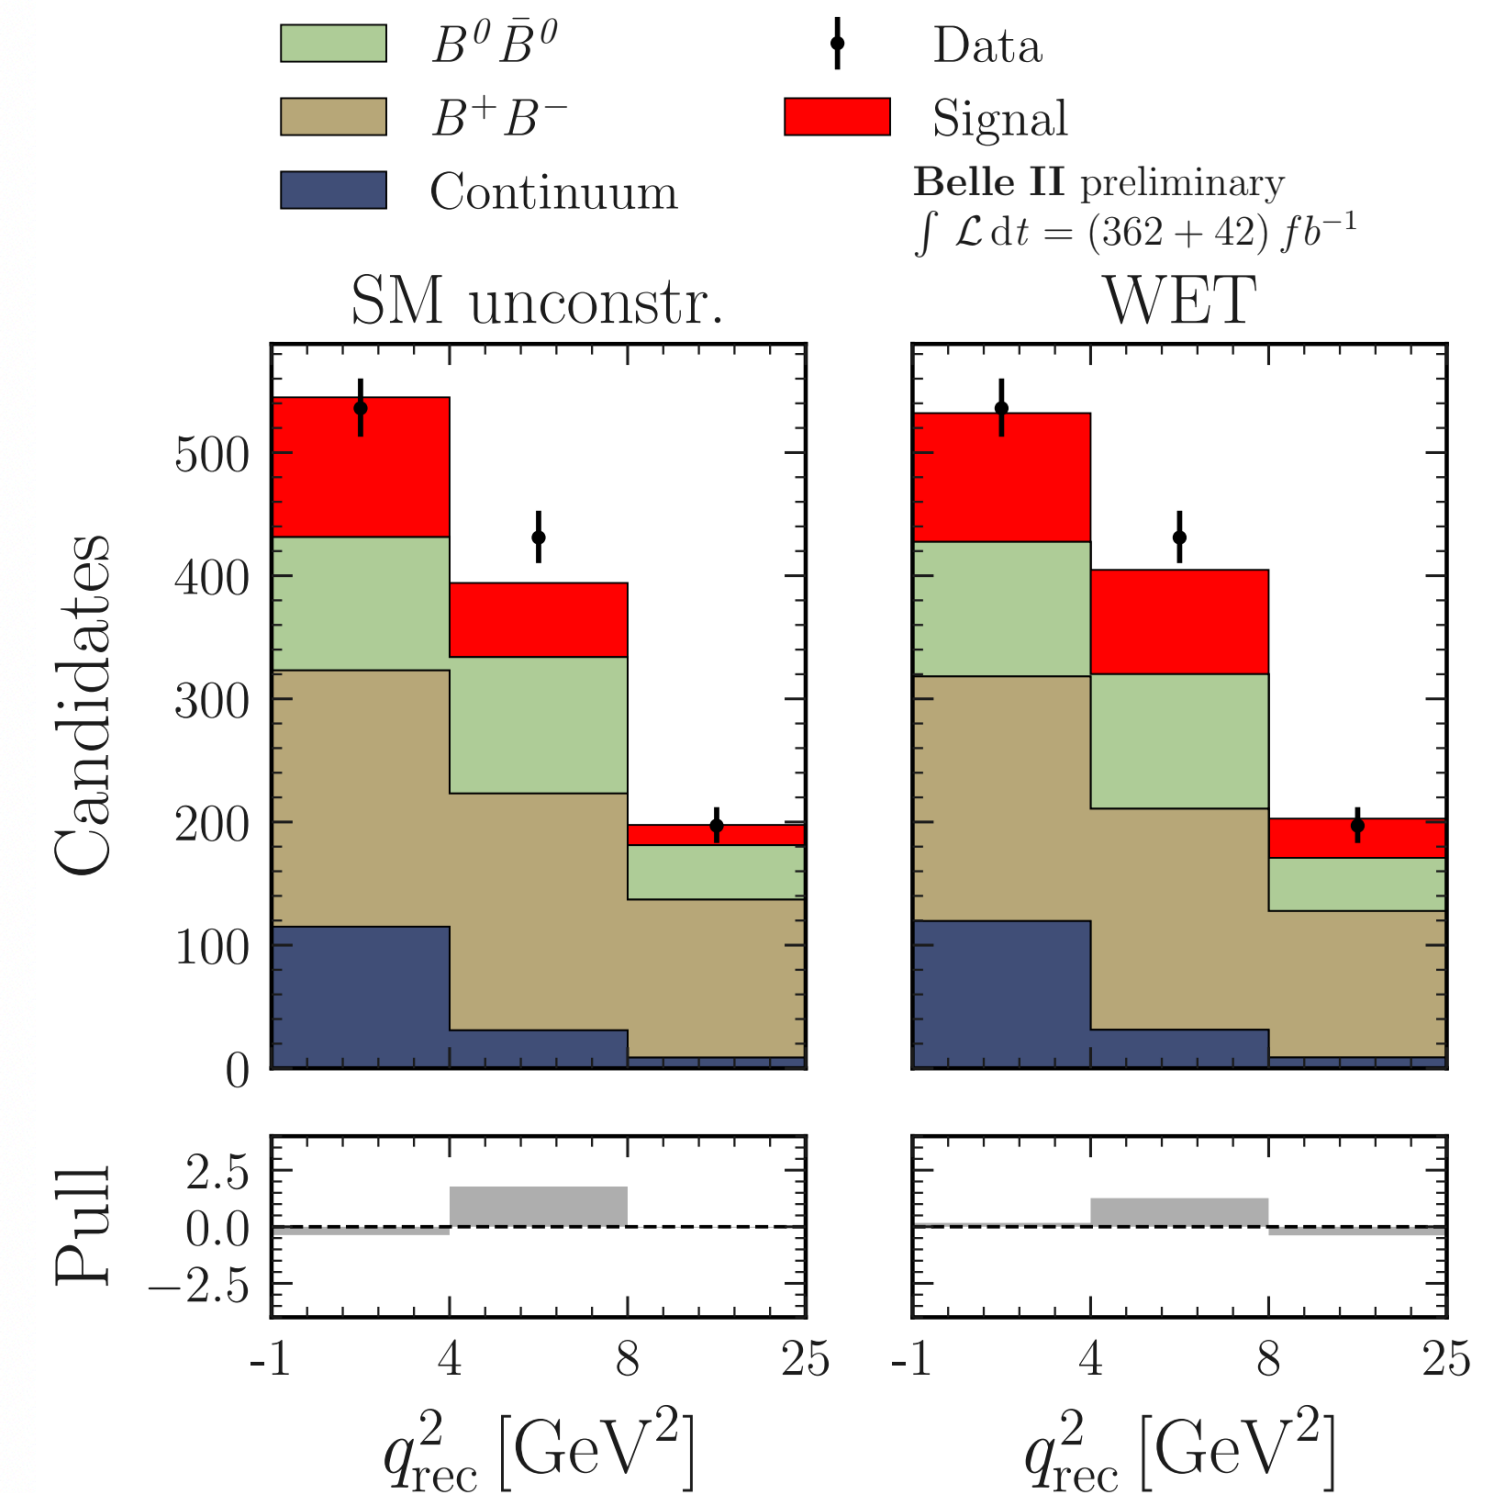 B⁰B̄⁰
Data
B⁺B⁻
Signal
Continuum
Belle II preliminary
∫ ℒ dt = (362 + 42) fb⁻¹
SM unconstr.
WET
Candidates
500
400
300
200
100
0
Pull
2.5
0.0
−2.5
-1 4 8 25
-1 4 8 25
q²rec [GeV²]
q²rec [GeV²]